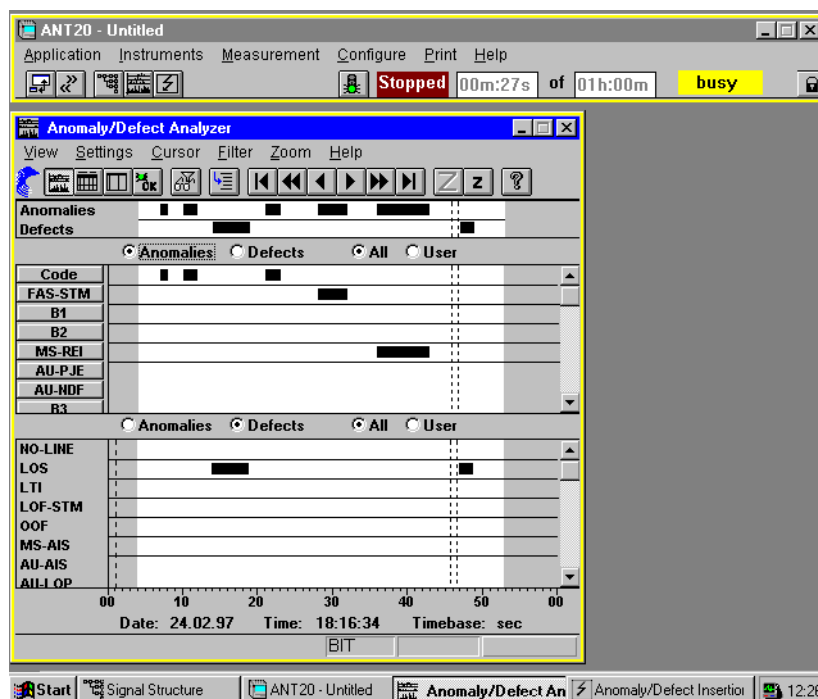 ANT20 - Untitled
Application Instruments Measurement Configure Print Help
Stopped 00m:27s of 01h:00m busy
Anomaly/Defect Analyzer
View Settings Cursor Filter Zoom Help
OK Z z ?
Anomalies
Defects
Anomalies Defects All User
Code
FAS-STM
B1
B2
MS-REI
AU-PJE
AU-NDF
B3
Anomalies Defects All User
NO-LINE
LOS
LTI
LOF-STM
OOF
MS-AIS
AU-AIS
AU-LOP
00 10 20 30 40 50 00
Date: 24.02.97 Time: 18:16:34 Timebase: sec
BIT
Start Signal Structure ANT20 - Untitled Anomaly/Defect An Anomaly/Defect Insertion 12:26